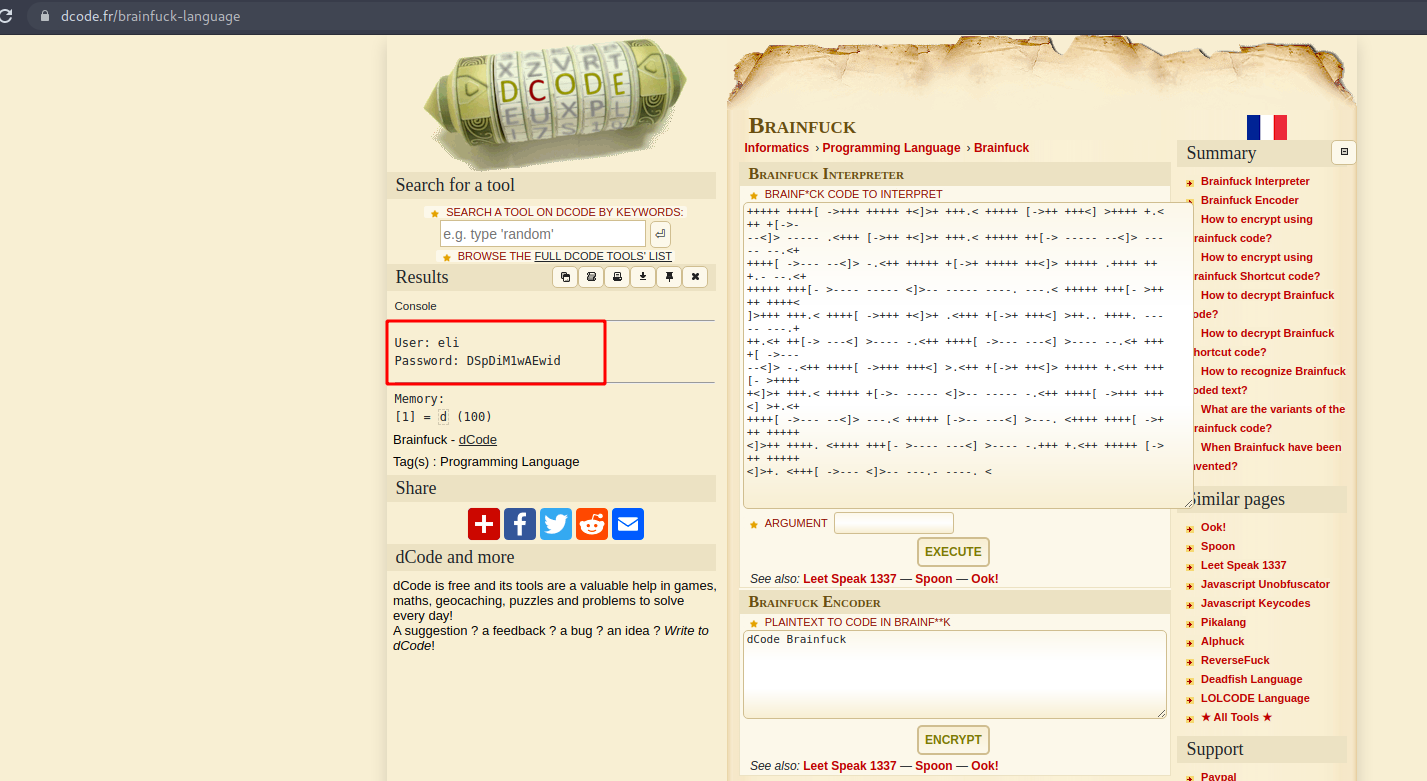 dcode.fr/brainfuck-language
DCODE
Search for a tool
SEARCH A TOOL ON DCODE BY KEYWORDS:
e.g. type 'random'
BROWSE THE FULL DCODE TOOLS' LIST
Results
Console
User: eli
Password: DSpDiM1wAEwid
Memory:
[1] = d (100)
Brainfuck - dCode
Tag(s) : Programming Language
Share
dCode and more
dCode is free and its tools are a valuable help in games,
maths, geocaching, puzzles and problems to solve
every day!
A suggestion ? a feedback ? a bug ? an idea ? Write to
dCode!
Brainfuck
Informatics › Programming Language › Brainfuck
Brainfuck Interpreter
BRAINF*CK CODE TO INTERPRET
+++++ ++++[ ->+++ +++++ +<]>+ +++.< +++++ [->++ +++<] >++++ +.<
++ +[->-
--<]> ----- .<+++ [->++ +<]>+ +++.< +++++ ++[-> ----- --<]> ---
-- --.<+
++++[ ->--- --<]> -.<++ +++++ +[->+ +++++ ++<]> +++++ .++++ ++
+.- --.<+
+++++ +++[- >---- ----- <]>-- ----- ----. ---.< +++++ +++[- >++
++ ++++<
]>+++ +++.< ++++[ ->+++ +<]>+ .<+++ +[->+ +++<] >++.. ++++. ---
-- ---.+
++.<+ ++[-> ---<] >---- -.<++ ++++[ ->--- ---<] >---- --.<+ +++
+[ ->---
--<]> -.<++ ++++[ ->+++ +++<] >.<++ +[->+ ++<]> +++++ +.<++ +++
[- >++++
+<]>+ +++.< +++++ +[->- ----- <]>-- ----- -.<++ ++++[ ->+++ +++
<] >+.<+
++++[ ->--- --<]> ---.< +++++ [->-- ---<] >---. <++++ ++++[ ->+
++ +++++
<]>++ ++++. <++++ +++[- >---- ---<] >---- -.+++ +.<++ +++++ [->
++ +++++
<]>+. <+++[ ->--- <]>-- ---.- ----. <
ARGUMENT
EXECUTE
See also: Leet Speak 1337 — Spoon — Ook!
Brainfuck Encoder
PLAINTEXT TO CODE IN BRAINF**K
dCode Brainfuck
ENCRYPT
See also: Leet Speak 1337 — Spoon — Ook!
Summary
Brainfuck Interpreter
Brainfuck Encoder
How to encrypt using
rainfuck code?
How to encrypt using
rainfuck Shortcut code?
How to decrypt Brainfuck
ode?
How to decrypt Brainfuck
hortcut code?
How to recognize Brainfuck
oded text?
What are the variants of the
rainfuck code?
When Brainfuck have been
nvented?
Similar pages
Ook!
Spoon
Leet Speak 1337
Javascript Unobfuscator
Javascript Keycodes
Pikalang
Alphuck
ReverseFuck
Deadfish Language
LOLCODE Language
★ All Tools ★
Support
Paypal